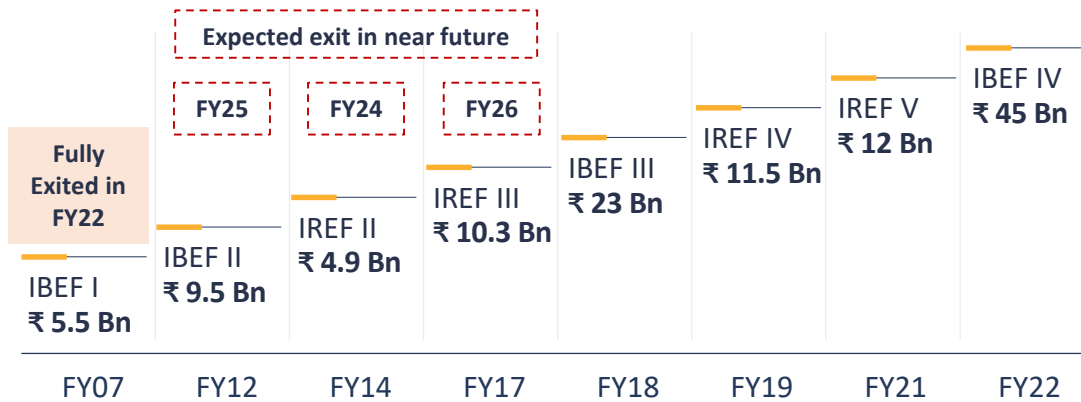 Expected exit in near future
FY25
FY24
FY26
Fully
Exited in
FY22
IBEF I
₹ 5.5 Bn
IBEF II
₹ 9.5 Bn
IREF II
₹ 4.9 Bn
IREF III
₹ 10.3 Bn
IBEF III
₹ 23 Bn
IREF IV
₹ 11.5 Bn
IREF V
₹ 12 Bn
IBEF IV
₹ 45 Bn
FY07
FY12
FY14
FY17
FY18
FY19
FY21
FY22